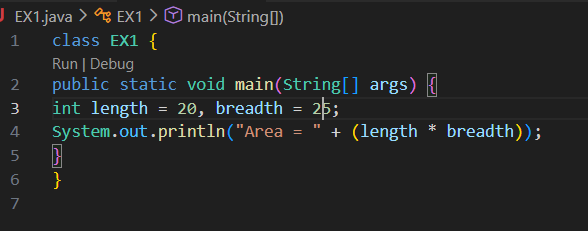 EX1.java > EX1 > main(String[])
1 class EX1 {
Run | Debug
2 public static void main(String[] args) {
3 int length = 20, breadth = 25;
4 System.out.println("Area = " + (length * breadth));
5 }
6 }
7